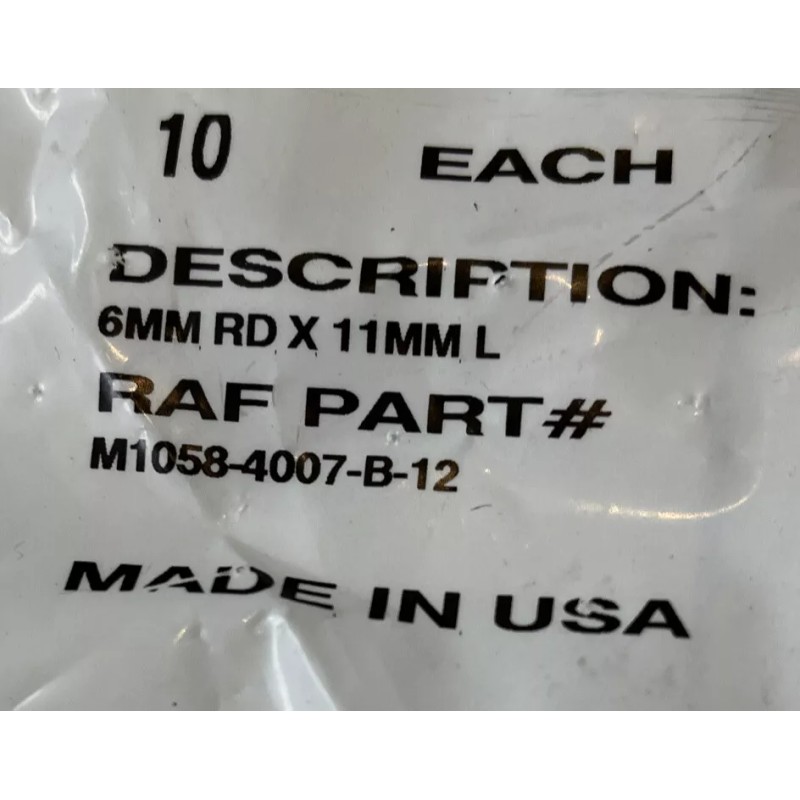 10 EACH
DESCRIPTION:
6MM RD X 11MM L
RAF PART#
M1058-4007-B-12
MADE IN USA